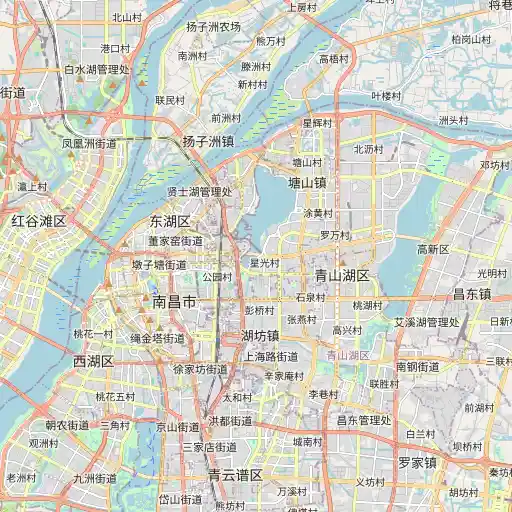 上房村
将巷
北山村
扬子洲农场
港口村
南洲村
熊万村
柏岗山村
白水湖管理处
滕洲村
高梧村
街道
新村村
叶楼村
联民村
前洲村
星辉村
洲头村
凤凰洲街道
扬子洲镇
北沥村
塘山村
邓坊村
瀛上村
贤士湖管理处
塘山镇
红谷滩区
东湖区
涂黄村
董家窑街道
罗万村
高新区
墩子塘街道
星光村
公园村
青山湖区
光明村
南昌市
石泉村
昌东镇
彭桥村
桃湖村
张燕村
艾溪湖管理处
日新村
桃花一村
绳金塔街道
湖坊镇
高兴村
西湖区
上海路街道
青山湖区
三联村
徐家坊街道
辛家庵村
南钢街道
联胜村
桃花五村
太和村
李巷村
前湖村
朝农街道
三角村
京山街道
洪都街道
昌东管理处
白兰村
观洲村
三家店街道
城南村
坝桥村
罗家镇
老洲村
九洲街道
青云谱区
义坊村
秦坊村
岱山街道
万溪村
胡坊村
熊坊村